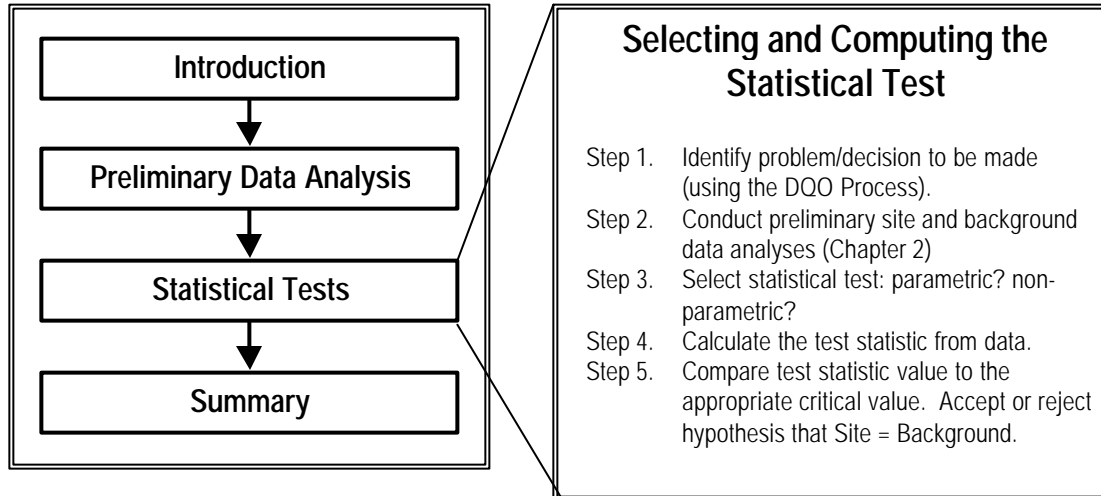 Introduction
Preliminary Data Analysis
Statistical Tests
Summary
Selecting and Computing the
Statistical Test
Step 1. Identify problem/decision to be made
(using the DQO Process).
Step 2. Conduct preliminary site and background
data analyses (Chapter 2)
Step 3. Select statistical test: parametric? non-
parametric?
Step 4. Calculate the test statistic from data.
Step 5. Compare test statistic value to the
appropriate critical value. Accept or reject
hypothesis that Site = Background.